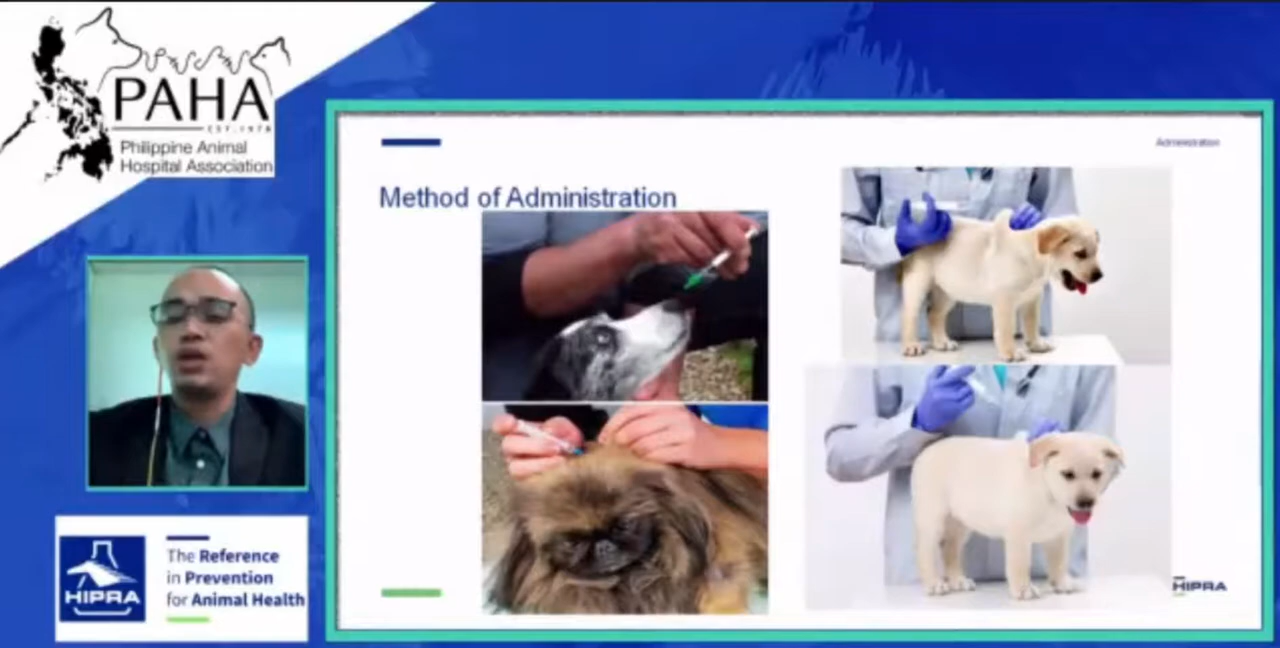 PAHA
EST. 1978
Philippine Animal
Hospital Association
Administration
Method of Administration
HIPRA
The Reference
in Prevention
for Animal Health
HIPRA